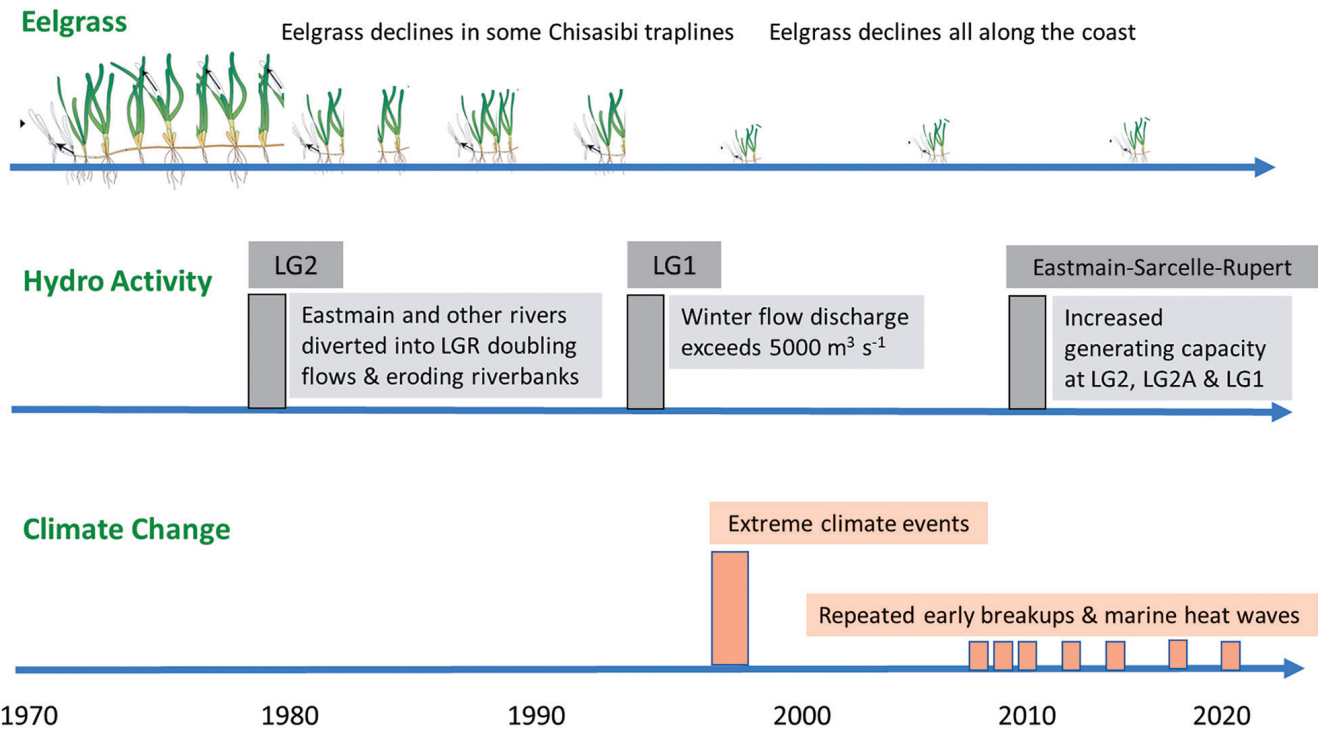 Eelgrass
Eelgrass declines in some Chisasibi traplines
Eelgrass declines all along the coast
Hydro Activity
LG2
Eastmain and other rivers
diverted into LGR doubling
flows & eroding riverbanks
LG1
Winter flow discharge
exceeds 5000 m³ s⁻¹
Eastmain-Sarcelle-Rupert
Increased
generating capacity
at LG2, LG2A & LG1
Climate Change
Extreme climate events
Repeated early breakups & marine heat waves
1970 1980 1990 2000 2010 2020